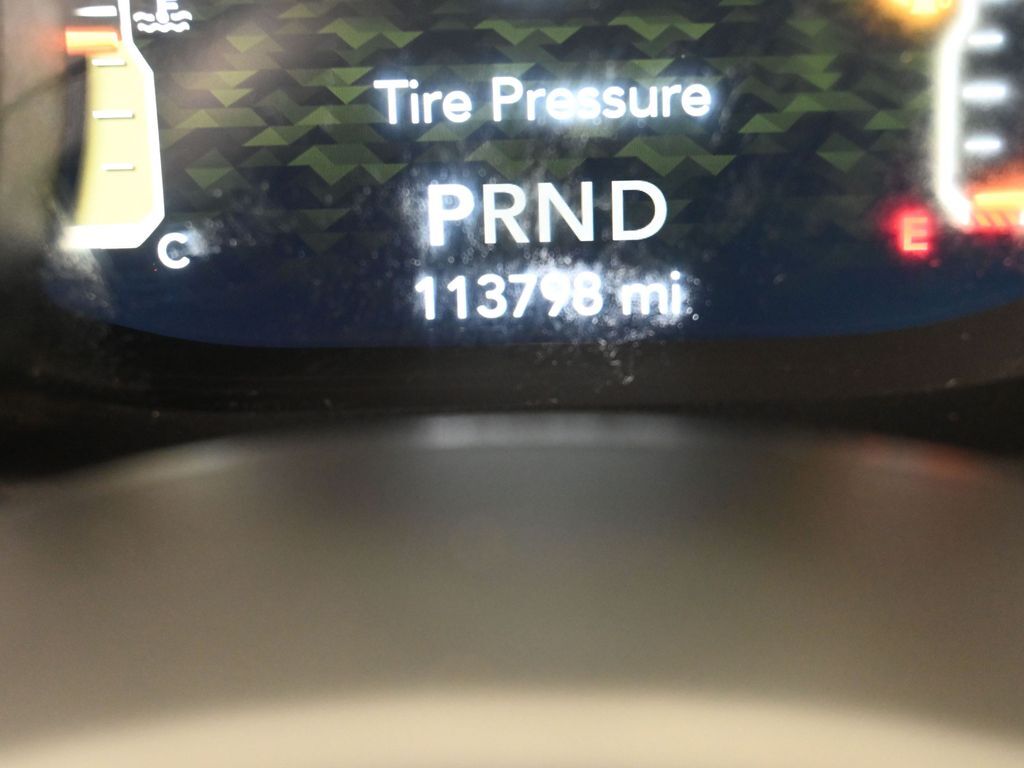 Tire Pressure
PRND
E
C
113798 mi